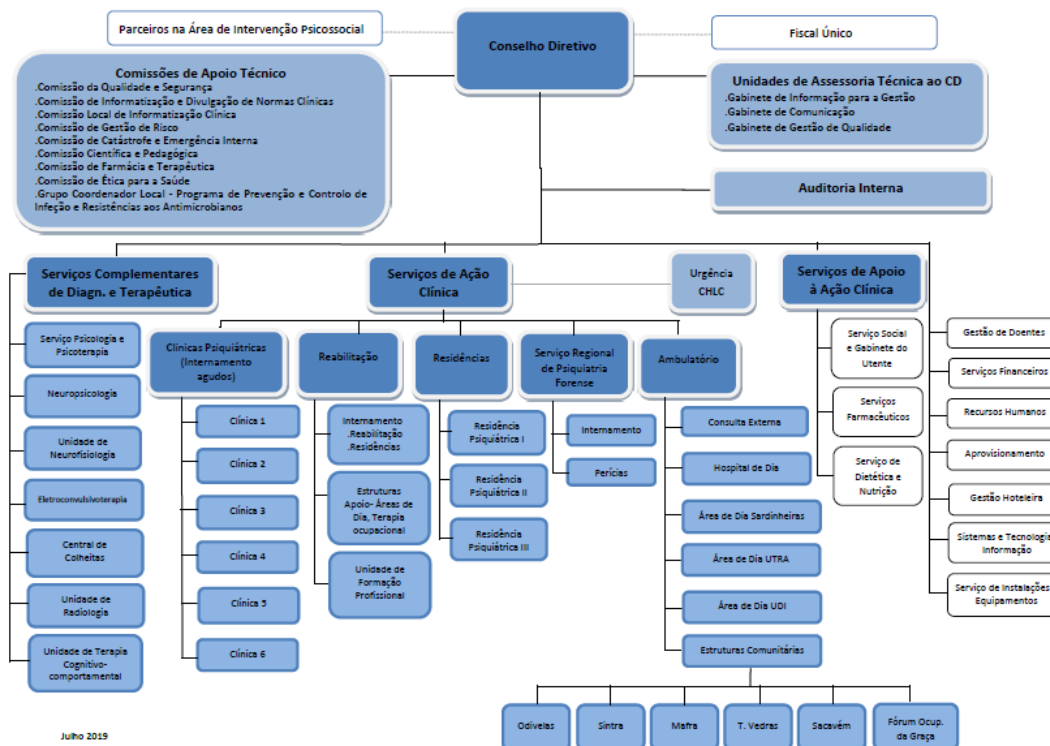 Parceiros na Área de Intervenção Psicossocial
Conselho Diretivo
Fiscal Único
Comissões de Apoio Técnico
.Comissão da Qualidade e Segurança
.Comissão de Informatização e Divulgação de Normas Clínicas
.Comissão Local de Informatização Clínica
.Comissão de Gestão de Risco
.Comissão de Catástrofe e Emergência Interna
.Comissão Científica e Pedagógica
.Comissão de Farmácia e Terapêutica
.Comissão de Ética para a Saúde
.Grupo Coordenador Local - Programa de Prevenção e Controlo de
Infeção e Resistências aos Antimicrobianos
Unidades de Assessoria Técnica ao CD
.Gabinete de Informação para a Gestão
.Gabinete de Comunicação
.Gabinete de Gestão de Qualidade
Auditoria Interna
Serviços Complementares
de Diagn. e Terapêutica
Serviços de Ação
Clínica
Urgência
CHLC
Serviços de Apoio
à Ação Clínica
Serviço Psicologia e
Psicoterapia
Neuropsicologia
Unidade de
Neurofisiologia
Eletroconvulsivoterapia
Central de
Colheitas
Unidade de
Radiologia
Unidade de Terapia
Cognitivo-
comportamental
Clinicas Psiquiátricas
(Internamento
agudos)
Clínica 1
Clínica 2
Clínica 3
Clínica 4
Clínica 5
Clínica 6
Reabilitação
Internamento
.Reabilitação
.Residências
Estruturas
Apoio- Áreas de
Dia, Terapia
ocupacional
Unidade de
Formação
Profissional
Residências
Residência
Psiquiátrica I
Residência
Psiquiátrica II
Residência
Psiquiátrica III
Serviço Regional
de Psiquiatria
Forense
Internamento
Perícias
Ambulatório
Consulta Externa
Hospital de Dia
Área de Dia Sardinheiras
Área de Dia UTRA
Área de Dia UDI
Estruturas Comunitárias
Odivelas
Sintra
Mafra
T. Vedras
Sacavém
Fórum Ocup.
da Graça
Serviço Social
e Gabinete do
Utente
Serviços
Farmacêuticos
Serviço de
Dietética e
Nutrição
Gestão de Doentes
Serviços Financeiros
Recursos Humanos
Aprovisionamento
Gestão Hoteleira
Sistemas e Tecnologia
Informação
Serviço de Instalações
Equipamentos
Julho 2019